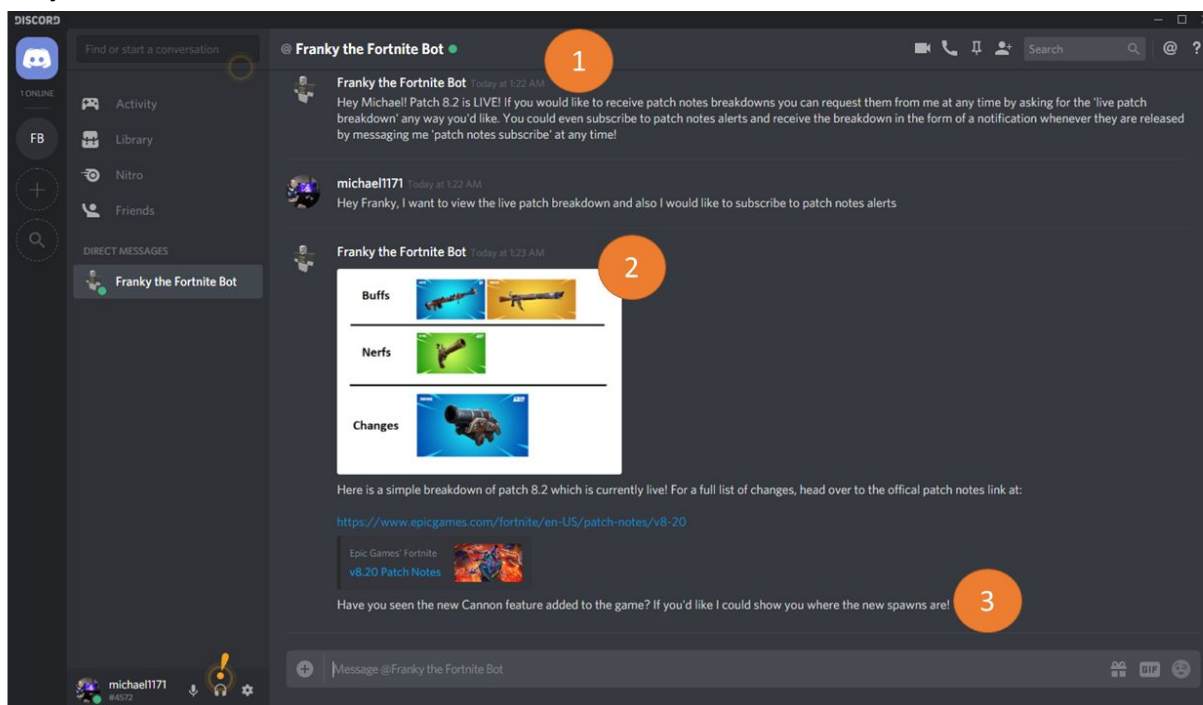 DISCORD
Find or start a conversation
@ Franky the Fortnite Bot
1
Search
@ ?
1 ONLINE
FB
Activity
Library
Nitro
Friends
DIRECT MESSAGES
Franky the Fortnite Bot
Franky the Fortnite Bot Today at 1:22 AM
Hey Michael! Patch 8.2 is LIVE! If you would like to receive patch notes breakdowns you can request them from me at any time by asking for the 'live patch
breakdown' any way you'd like. You could even subscribe to patch notes alerts and receive the breakdown in the form of a notification whenever they are released
by messaging me 'patch notes subscribe' at any time!
michael1171 Today at 1:22 AM
Hey Franky, I want to view the live patch breakdown and also I would like to subscribe to patch notes alerts
Franky the Fortnite Bot Today at 1:23 AM
2
Buffs
Nerfs
Changes
Here is a simple breakdown of patch 8.2 which is currently live! For a full list of changes, head over to the offical patch notes link at:
https://www.epicgames.com/fortnite/en-US/patch-notes/v8-20
Epic Games' Fortnite
v8.20 Patch Notes
Have you seen the new Cannon feature added to the game? If you'd like I could show you where the new spawns are!
3
Message @Franky the Fortnite Bot
GIF
michael1171
#4572